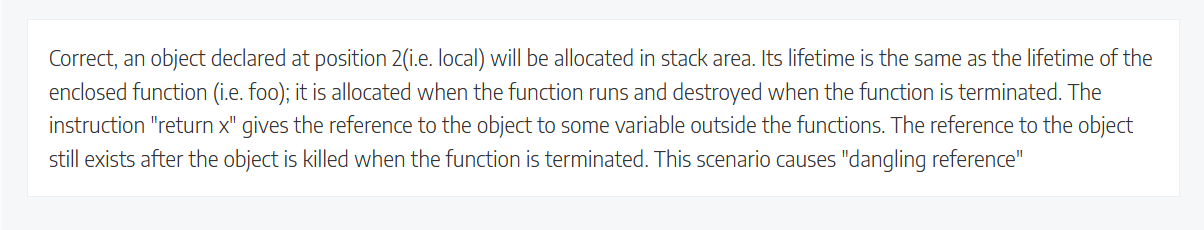 Correct, an object declared at position 2(i.e. local) will be allocated in stack area. Its lifetime is the same as the lifetime of the
enclosed function (i.e. foo); it is allocated when the function runs and destroyed when the function is terminated. The
instruction "return x" gives the reference to the object to some variable outside the functions. The reference to the object
still exists after the object is killed when the function is terminated. This scenario causes "dangling reference"